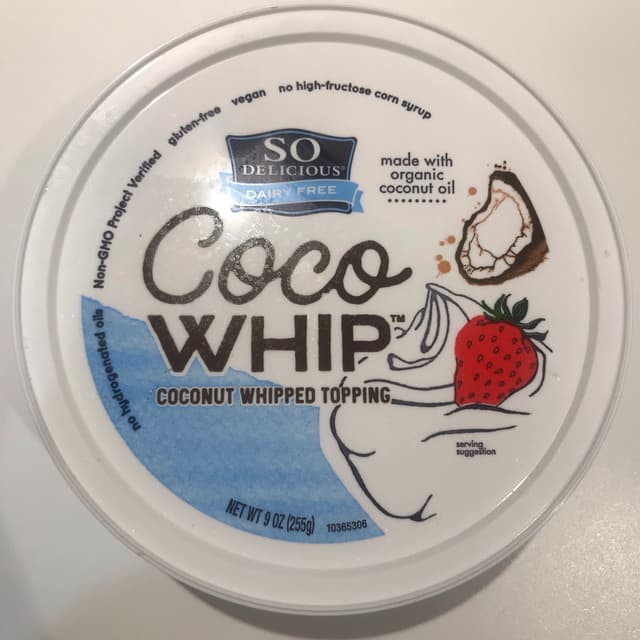 no hydrogenated oils Non-GMO Project Verified gluten-free vegan no high-fructose corn syrup
SO
DELICIOUS®
DAIRY FREE
made with
organic
coconut oil
Coco
WHIP™
COCONUT WHIPPED TOPPING
serving
suggestion
NET WT 9 OZ (255g) 10365306